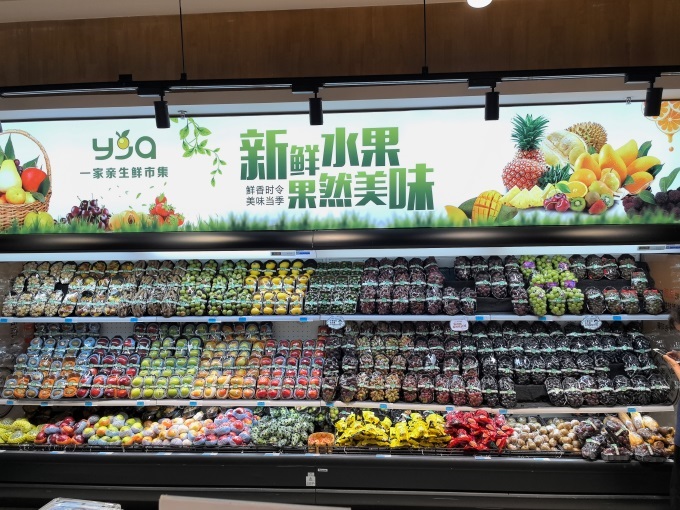 yja
一家亲生鲜市集
新鲜水果
鲜香时令
美味当季
果然美味